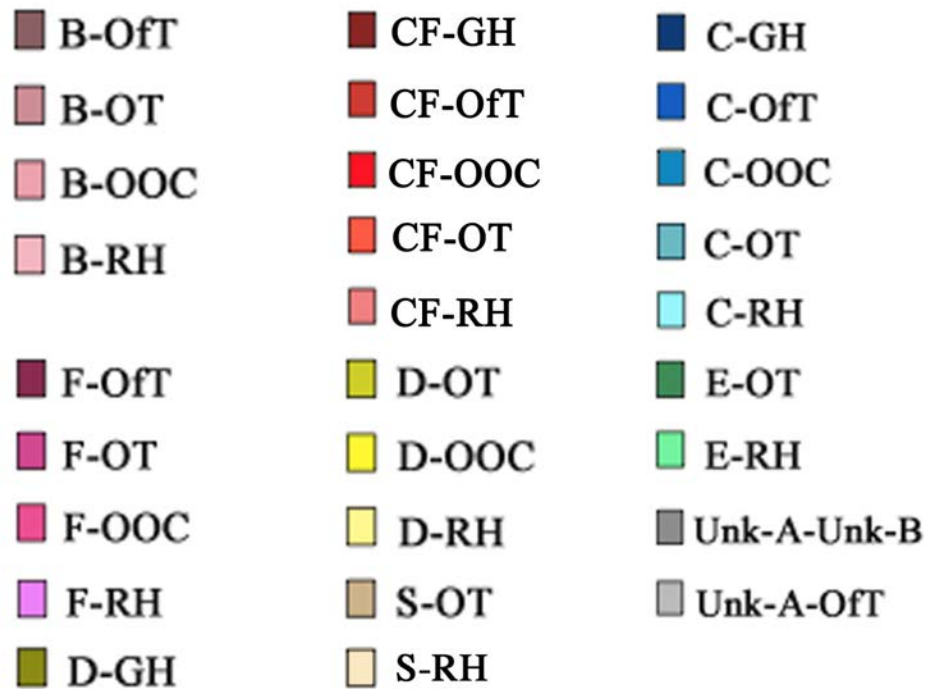 B-OfT
B-OT
B-OOC
B-RH
F-OfT
F-OT
F-OOC
F-RH
D-GH
CF-GH
CF-OfT
CF-OOC
CF-OT
CF-RH
D-OT
D-OOC
D-RH
S-OT
S-RH
C-GH
C-OfT
C-OOC
C-OT
C-RH
E-OT
E-RH
Unk-A-Unk-B
Unk-A-OfT